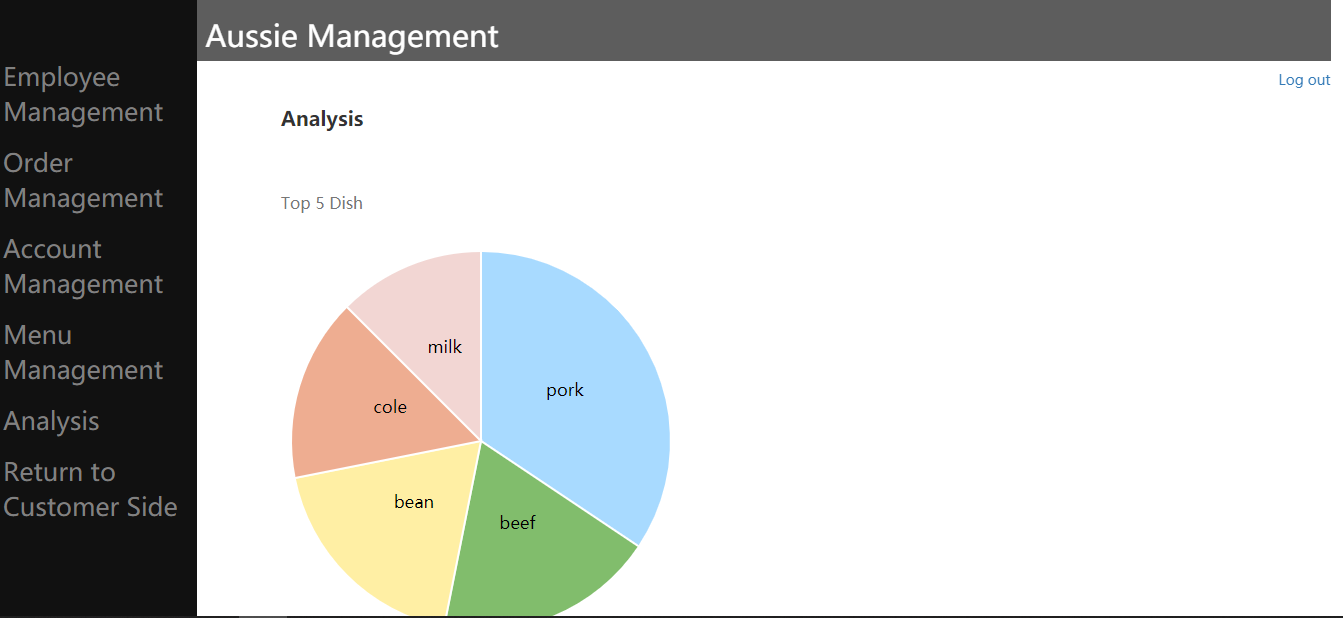 Aussie Management
Log out
Employee
Management
Order
Management
Account
Management
Menu
Management
Analysis
Return to
Customer Side
Analysis
Top 5 Dish
milk
pork
cole
bean
beef